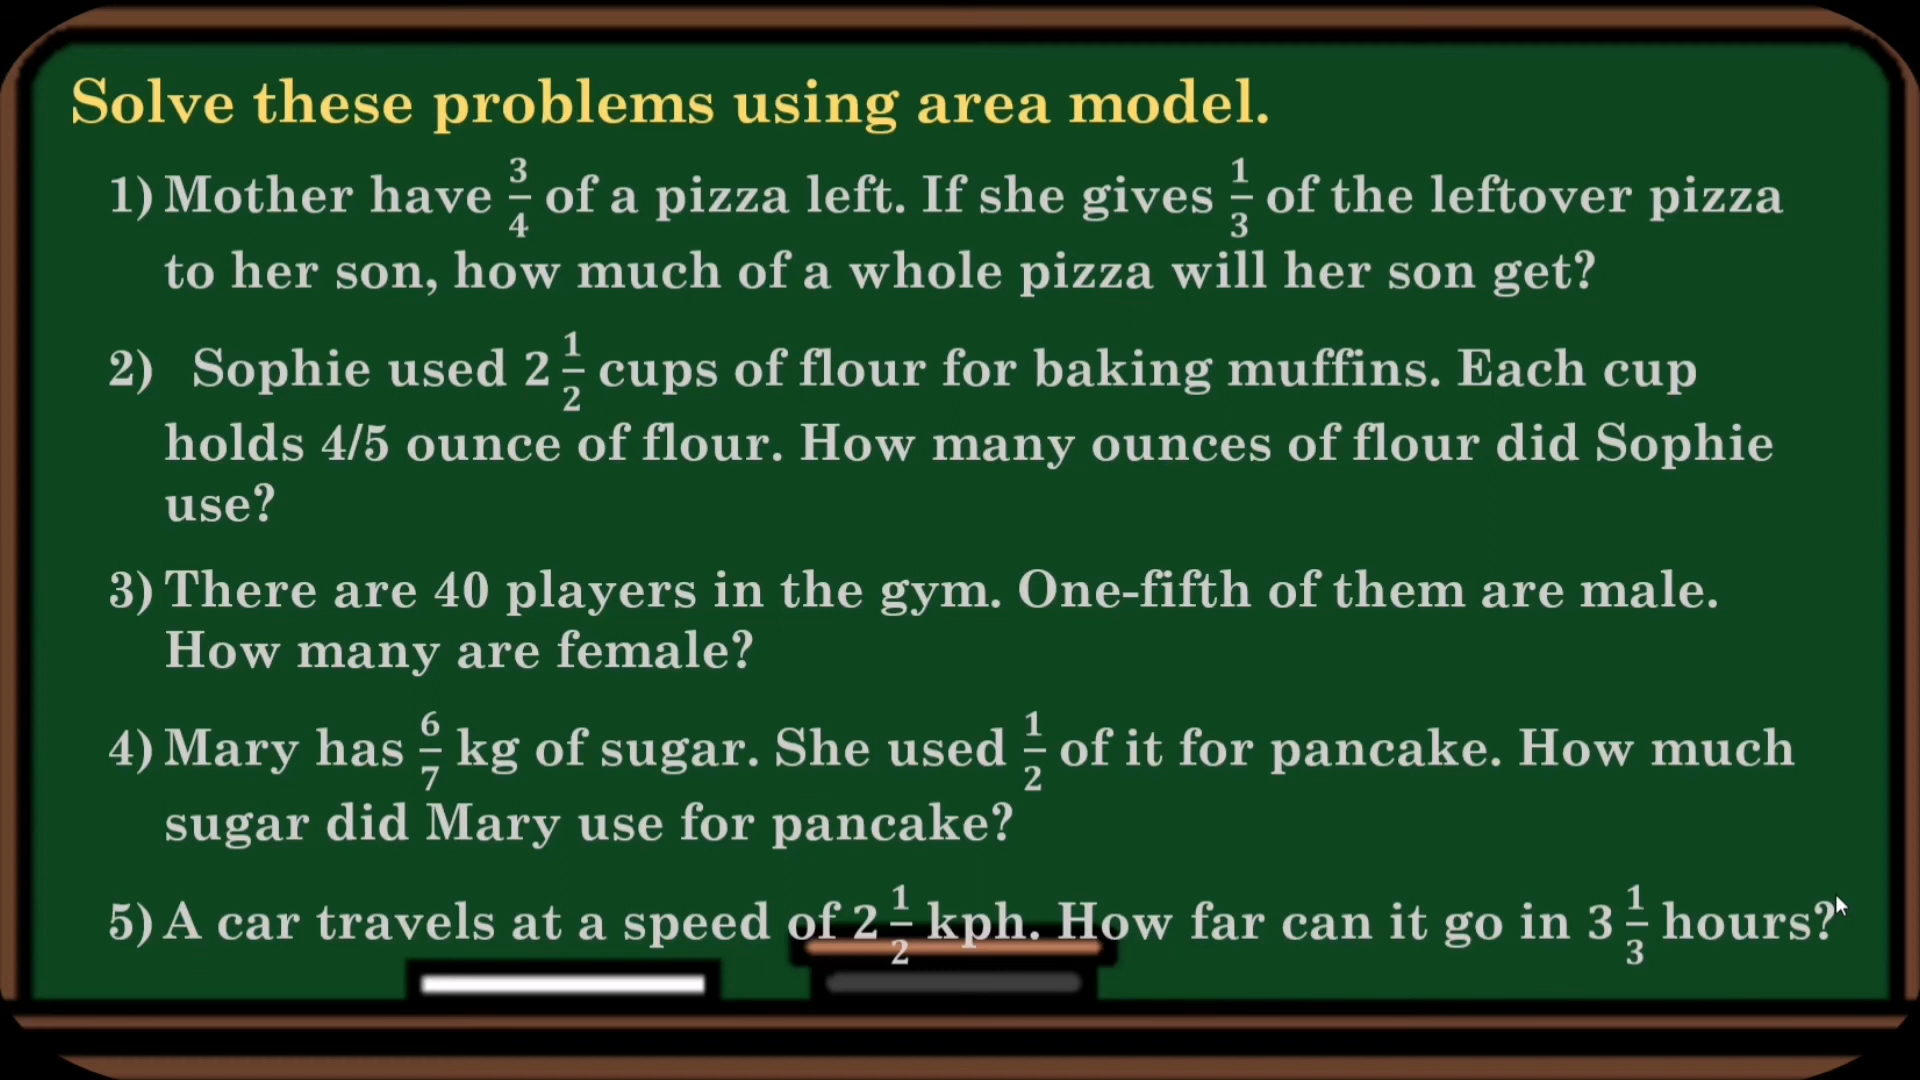 Solve these problems using area model.
1) Mother have 3/4 of a pizza left. If she gives 1/3 of the leftover pizza
to her son, how much of a whole pizza will her son get?
2) Sophie used 2 1/2 cups of flour for baking muffins. Each cup
holds 4/5 ounce of flour. How many ounces of flour did Sophie
use?
3) There are 40 players in the gym. One-fifth of them are male.
How many are female?
4) Mary has 6/7 kg of sugar. She used 1/2 of it for pancake. How much
sugar did Mary use for pancake?
5) A car travels at a speed of 2 1/2 kph. How far can it go in 3 1/3 hours?